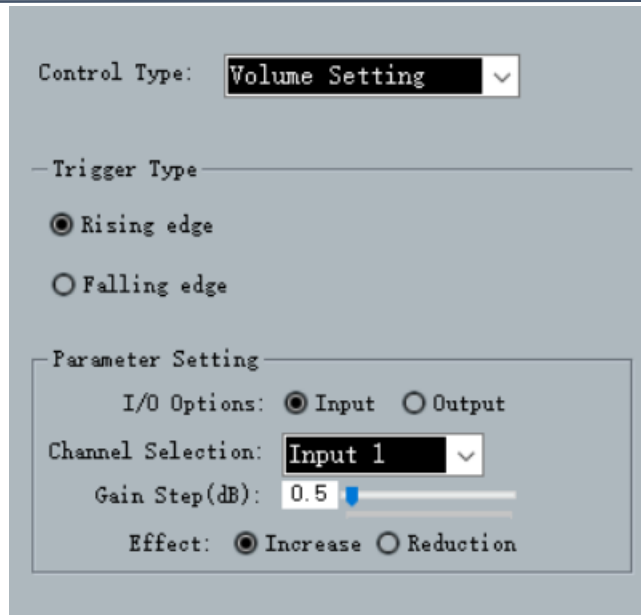 Control Type: Volume Setting
Trigger Type
Rising edge
Falling edge
Parameter Setting
I/O Options: Input Output
Channel Selection: Input 1
Gain Step(dB): 0.5
Effect: Increase Reduction